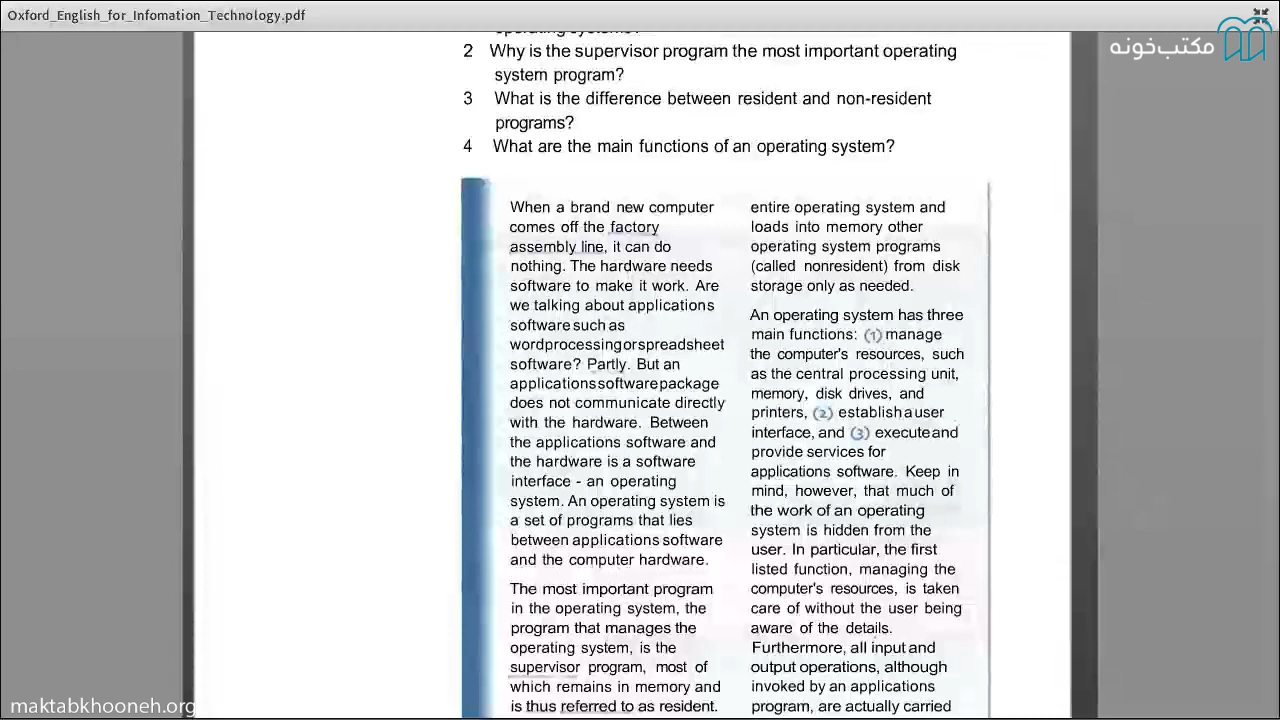 Oxford_English_for_Infomation_Technology.pdf
مکتب‌خونه
operating systems?
2 Why is the supervisor program the most important operating
system program?
3 What is the difference between resident and non-resident
programs?
4 What are the main functions of an operating system?
When a brand new computer
comes off the factory
assembly line, it can do
nothing. The hardware needs
software to make it work. Are
we talking about applications
software such as
wordprocessing or spreadsheet
software? Partly. But an
applications software package
does not communicate directly
with the hardware. Between
the applications software and
the hardware is a software
interface - an operating
system. An operating system is
a set of programs that lies
between applications software
and the computer hardware.
The most important program
in the operating system, the
program that manages the
operating system, is the
supervisor program, most of
which remains in memory and
is thus referred to as resident.
entire operating system and
loads into memory other
operating system programs
(called nonresident) from disk
storage only as needed.
An operating system has three
main functions: (1) manage
the computer's resources, such
as the central processing unit,
memory, disk drives, and
printers, (2) establish a user
interface, and (3) execute and
provide services for
applications software. Keep in
mind, however, that much of
the work of an operating
system is hidden from the
user. In particular, the first
listed function, managing the
computer's resources, is taken
care of without the user being
aware of the details.
Furthermore, all input and
output operations, although
invoked by an applications
program, are actually carried
maktabkhooneh.org